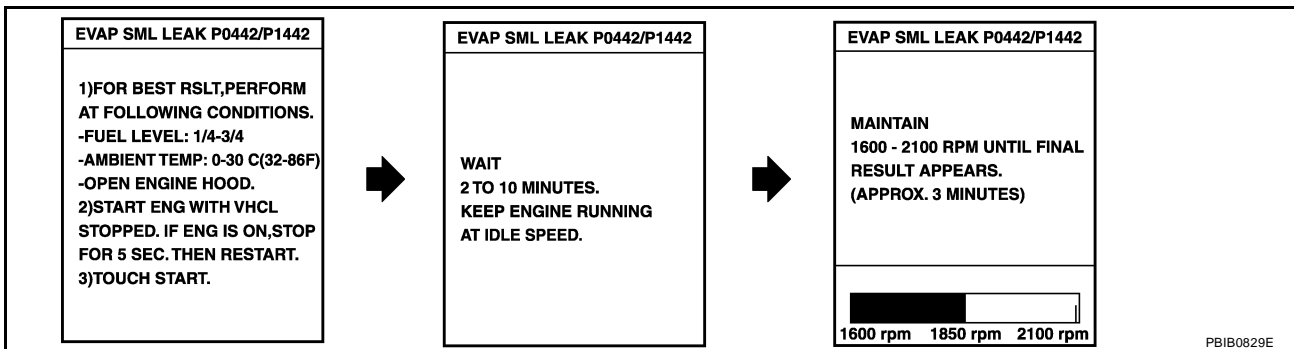 EVAP SML LEAK P0442/P1442
1)FOR BEST RSLT,PERFORM
AT FOLLOWING CONDITIONS.
-FUEL LEVEL: 1/4-3/4
-AMBIENT TEMP: 0-30 C(32-86F)
-OPEN ENGINE HOOD.
2)START ENG WITH VHCL
STOPPED. IF ENG IS ON,STOP
FOR 5 SEC. THEN RESTART.
3)TOUCH START.
EVAP SML LEAK P0442/P1442
WAIT
2 TO 10 MINUTES.
KEEP ENGINE RUNNING
AT IDLE SPEED.
EVAP SML LEAK P0442/P1442
MAINTAIN
1600 - 2100 RPM UNTIL FINAL
RESULT APPEARS.
(APPROX. 3 MINUTES)
1600 rpm 1850 rpm 2100 rpm
PBIB0829E